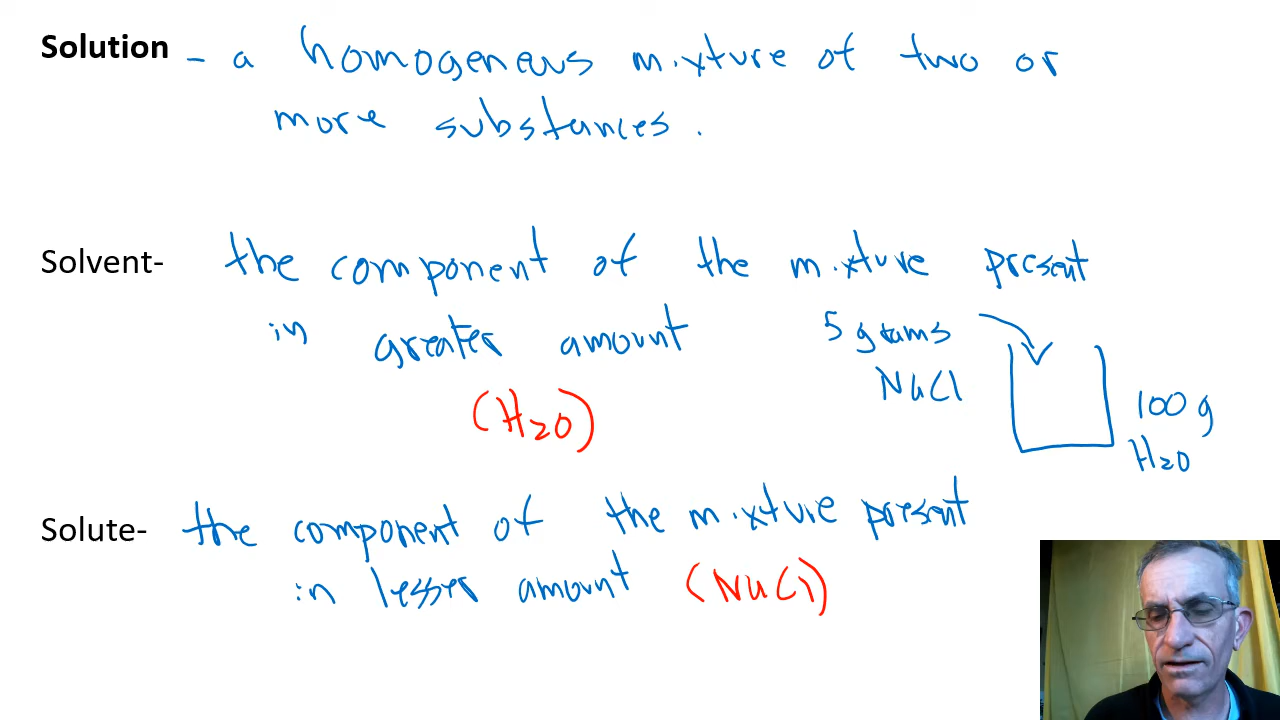 Solution - a homogeneous mixture of two or
more substances.
Solvent- the component of the mixture present
in greater amount
(H2O)
5 grams
NaCl
100 g
H2O
Solute- the component of the mixture present
in lesser amount (NaCl)